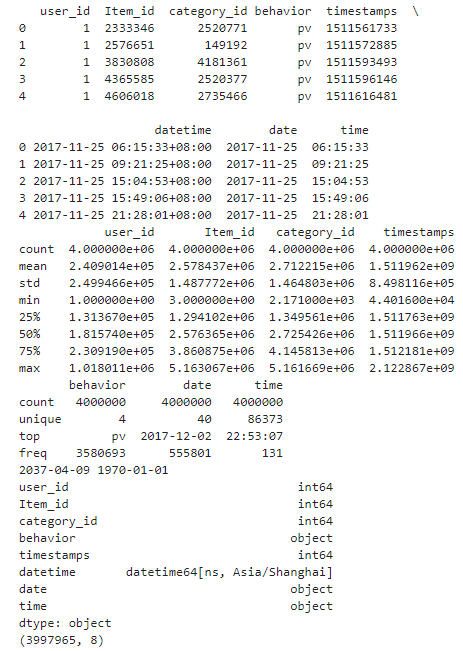 user_id Item_id category_id behavior timestamps \
0 1 2333346 2520771 pv 1511561733
1 1 2576651 149192 pv 1511572885
2 1 3830808 4181361 pv 1511593493
3 1 4365585 2520377 pv 1511596146
4 1 4606018 2735466 pv 1511616481
datetime date time
0 2017-11-25 06:15:33+08:00 2017-11-25 06:15:33
1 2017-11-25 09:21:25+08:00 2017-11-25 09:21:25
2 2017-11-25 15:04:53+08:00 2017-11-25 15:04:53
3 2017-11-25 15:49:06+08:00 2017-11-25 15:49:06
4 2017-11-25 21:28:01+08:00 2017-11-25 21:28:01
user_id Item_id category_id timestamps
count 4.000000e+06 4.000000e+06 4.000000e+06 4.000000e+06
mean 2.409014e+05 2.578437e+06 2.712215e+06 1.511962e+09
std 2.499466e+05 1.487772e+06 1.464803e+06 8.498116e+05
min 1.000000e+00 3.000000e+00 2.171000e+03 4.401600e+04
25% 1.313670e+05 1.294102e+06 1.349561e+06 1.511763e+09
50% 1.815740e+05 2.576365e+06 2.725426e+06 1.511966e+09
75% 2.309190e+05 3.860875e+06 4.145813e+06 1.512181e+09
max 1.018011e+06 5.163067e+06 5.161669e+06 2.122867e+09
behavior date time
count 4000000 4000000 4000000
unique 4 40 86373
top pv 2017-12-02 22:53:07
freq 3580693 555801 131
2037-04-09 1970-01-01
user_id int64
Item_id int64
category_id int64
behavior object
timestamps int64
datetime datetime64[ns, Asia/Shanghai]
date object
time object
dtype: object
(3997965, 8)